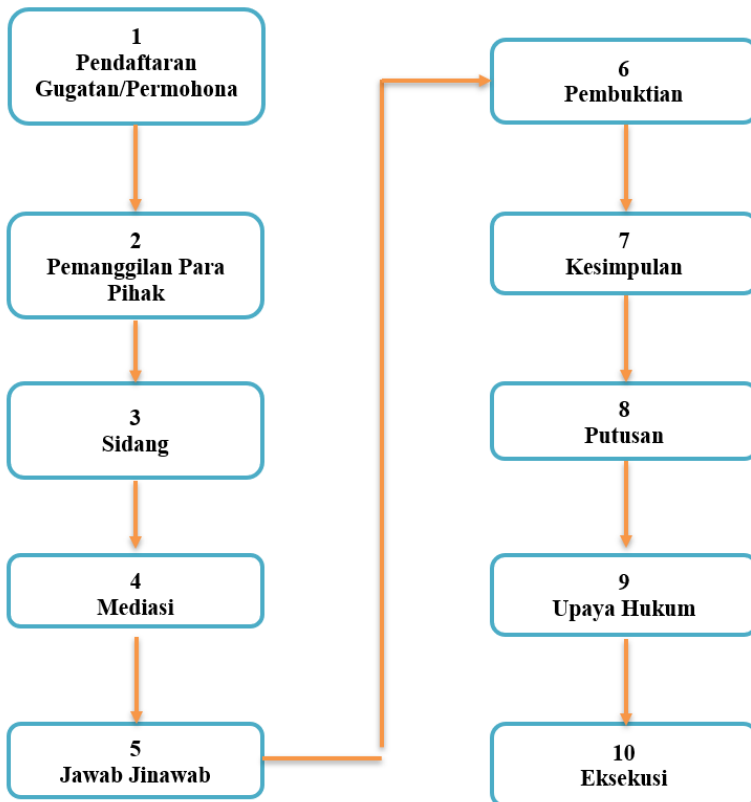 1
Pendaftaran
Gugatan/Permohona
2
Pemanggilan Para
Pihak
3
Sidang
4
Mediasi
5
Jawab Jinawab
6
Pembuktian
7
Kesimpulan
8
Putusan
9
Upaya Hukum
10
Eksekusi